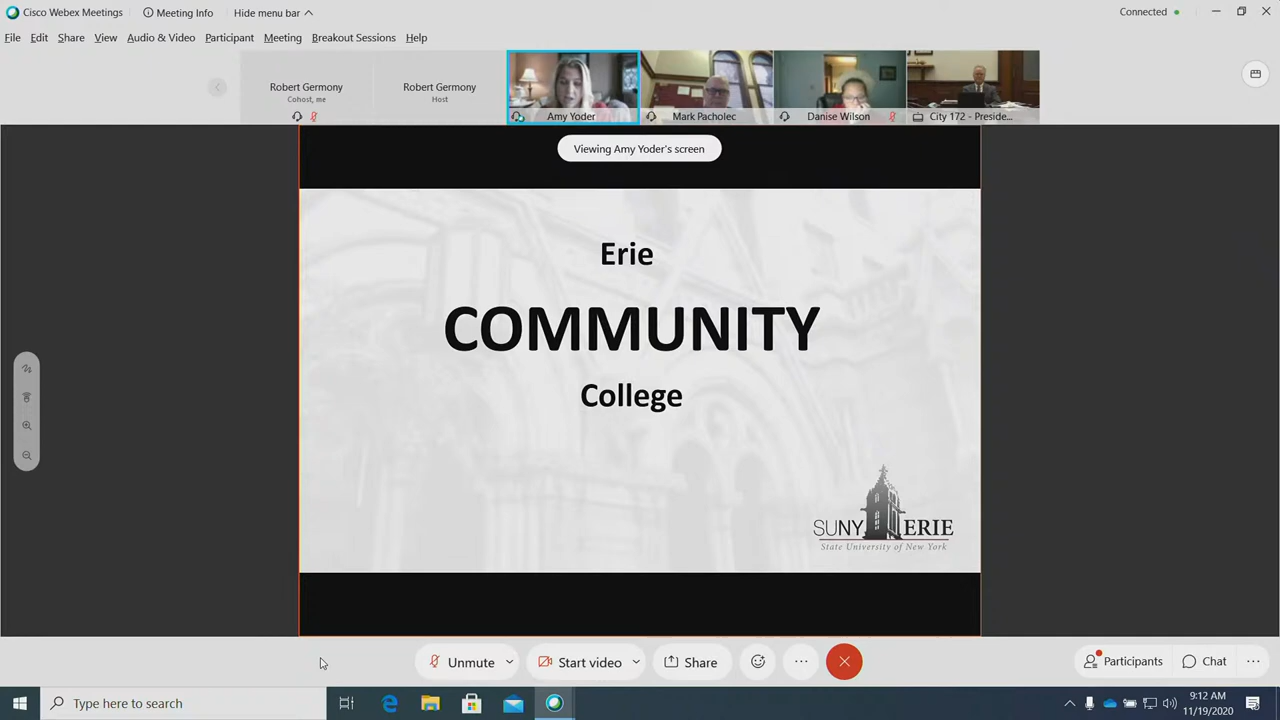 Cisco Webex Meetings
Meeting Info
Hide menu bar
Connected
File Edit Share View Audio & Video Participant Meeting Breakout Sessions Help
Robert Germony
Cohost, me
Robert Germony
Host
Amy Yoder
Mark Pacholec
Danise Wilson
City 172 - Preside...
Viewing Amy Yoder's screen
Erie
COMMUNITY
College
SUNY ERIE
State University of New York
Unmute
Start video
Share
Participants
Chat
Type here to search
9:12 AM
11/19/2020